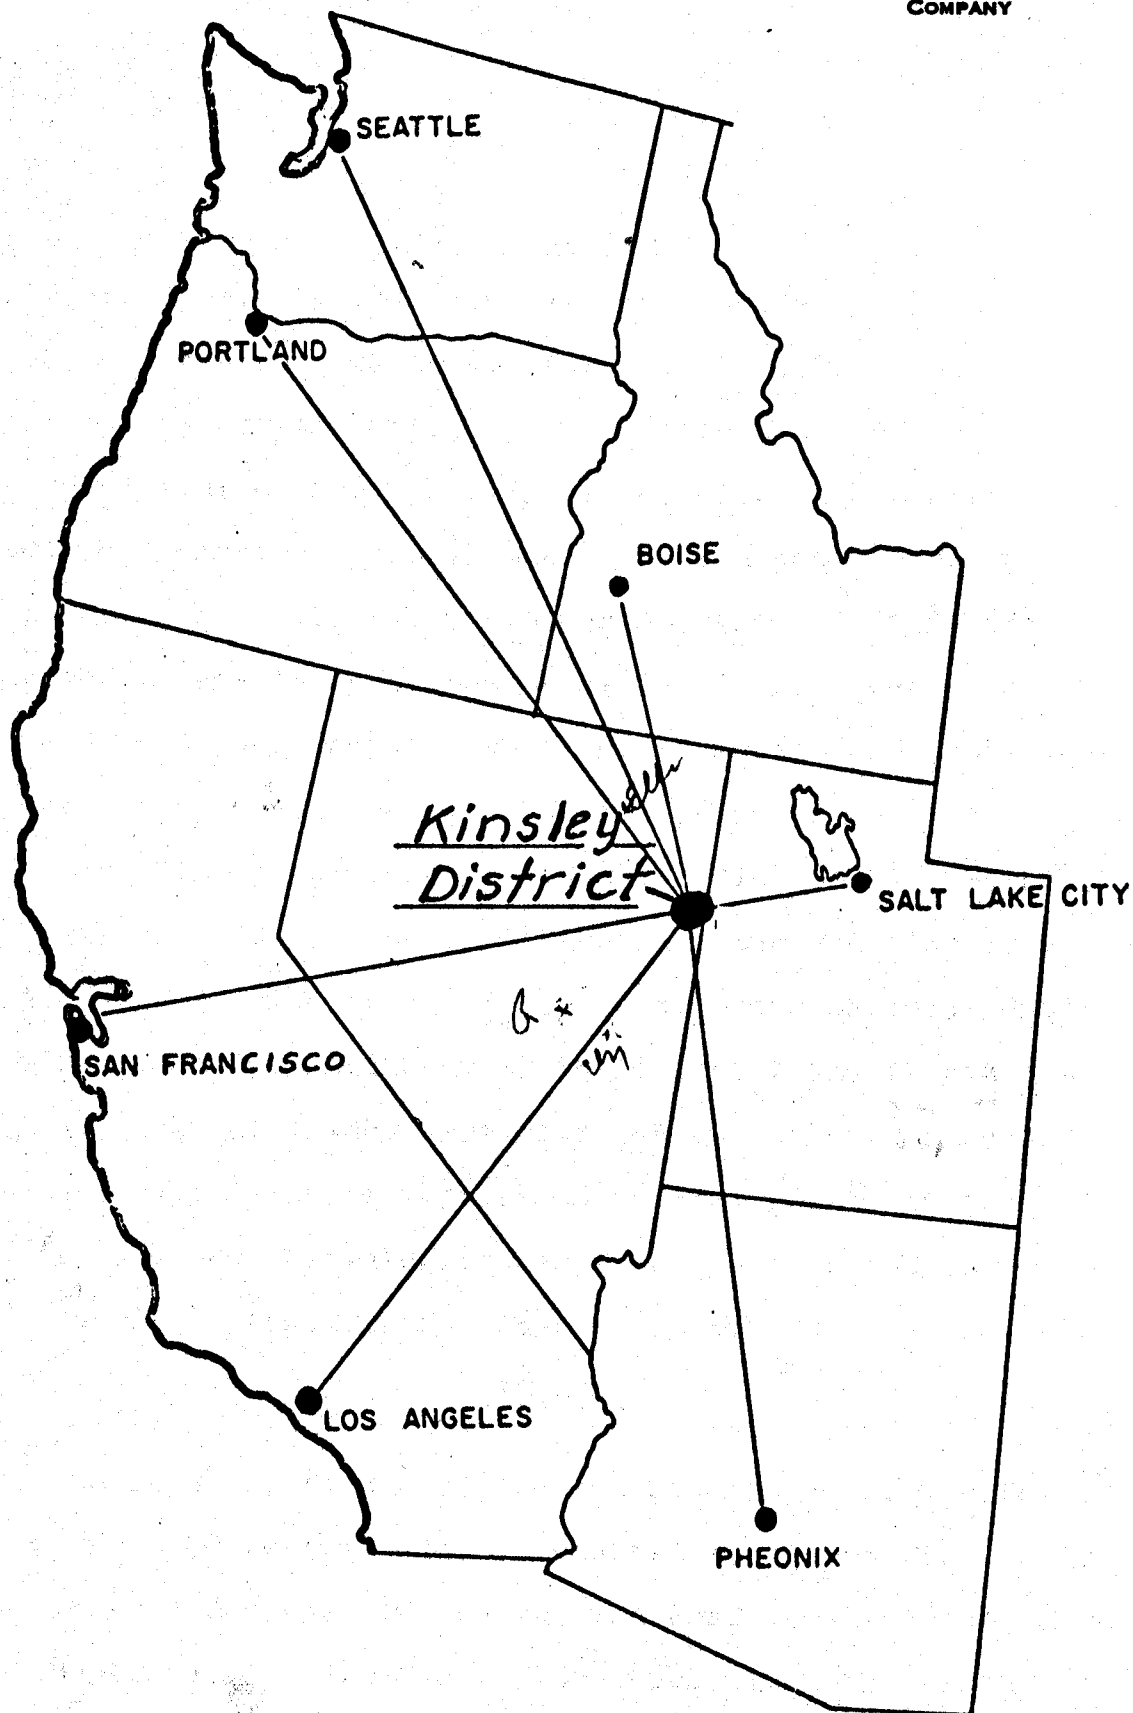 COMPANY
SEATTLE
PORTLAND
BOISE
Kinsley
District
SALT LAKE CITY
SAN FRANCISCO
LOS ANGELES
PHEONIX